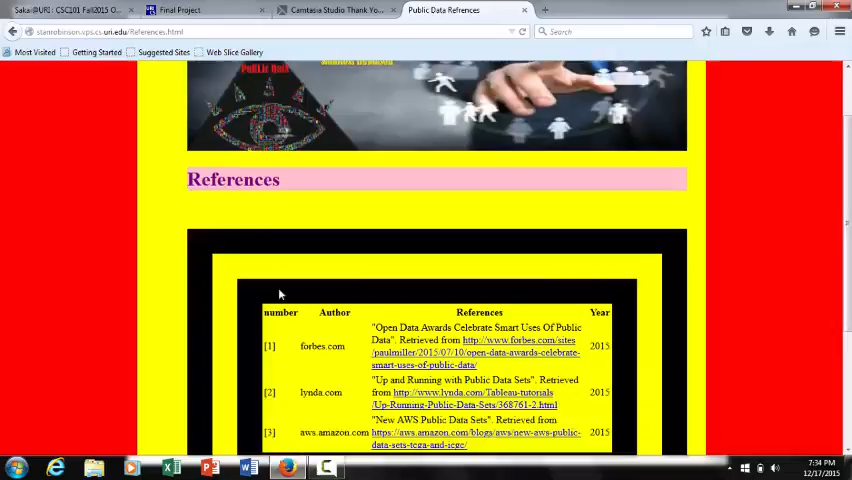 Sakai@URI : CSC101 Fall2015 O...
Final Project
Camtasia Studio Thank Yo...
Public Data Refrences
stanrobinson.vps.cs.uri.edu/References.html
Search
Most Visited
Getting Started
Suggested Sites
Web Slice Gallery
PubLic Data
References
number Author References Year
"Open Data Awards Celebrate Smart Uses Of Public
[1] forbes.com Data". Retrieved from http://www.forbes.com/sites 2015
/paulmiller/2015/07/10/open-data-awards-celebrate-
smart-uses-of-public-data/
"Up and Running with Public Data Sets". Retrieved
[2] lynda.com from http://www.lynda.com/Tableau-tutorials 2015
/Up-Running-Public-Data-Sets/368761-2.html
"New AWS Public Data Sets". Retrieved from
[3] aws.amazon.com https://aws.amazon.com/blogs/aws/new-aws-public- 2015
data-sets-tcga-and-icgc/
7:34 PM
12/17/2015